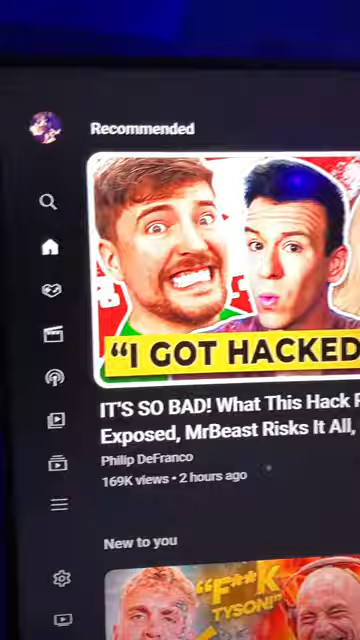 Recommended
“I GOT HACKED
IT'S SO BAD! What This Hack
Exposed, MrBeast Risks It All,
Philip DeFranco
169K views • 2 hours ago
New to you
“F**K
TYSON!”